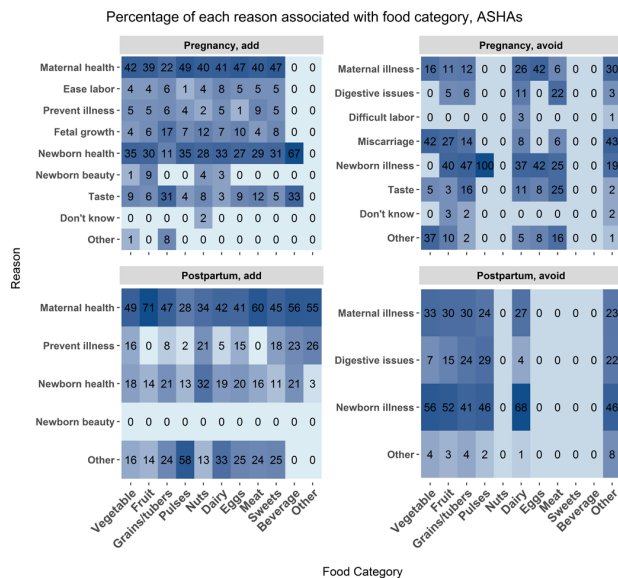 Percentage of each reason associated with food category, ASHAs
Pregnancy, add
Maternal health 42 39 22 49 40 41 47 40 47 0 0
Ease labor 4 4 6 1 4 8 5 5 5 0 0
Prevent illness 5 5 6 4 2 5 1 9 5 0 0
Fetal growth 4 6 17 7 12 7 10 4 8 0 0
Newborn health 35 30 11 35 28 33 27 29 31 67 0
Newborn beauty 1 9 0 0 4 3 0 0 0 0 0
Taste 9 6 31 4 8 3 9 12 5 33 0
Don't know 0 0 0 0 2 0 0 0 0 0 0
Other 1 0 8 0 0 0 0 0 0 0 0
Pregnancy, avoid
Maternal illness 16 11 12 0 0 26 42 6 0 0 30
Digestive issues 0 5 6 0 0 11 0 22 0 0 3
Difficult labor 0 0 0 0 0 3 0 0 0 0 1
Miscarriage 42 27 14 0 0 8 0 6 0 0 43
Newborn illness 0 40 47 100 0 37 42 25 0 0 19
Taste 5 3 16 0 0 11 8 25 0 0 2
Don't know 0 3 2 0 0 0 0 0 0 0 2
Other 37 10 2 0 0 5 8 16 0 0 1
Reason
Postpartum, add
Maternal health 49 71 47 28 34 42 41 60 45 56 55
Prevent illness 16 0 8 2 21 5 15 0 18 23 26
Newborn health 18 14 21 13 32 19 20 16 11 21 3
Newborn beauty 0 0 0 0 0 0 0 0 0 0 0
Other 16 14 24 58 13 33 25 24 25 0 0
Vegetable Fruit Grains/tubers Pulses Nuts Dairy Eggs Meat Sweets Beverage Other
Postpartum, avoid
Maternal illness 33 30 30 24 0 27 0 0 0 0 23
Digestive issues 7 15 24 29 0 4 0 0 0 0 22
Newborn illness 56 52 41 46 0 68 0 0 0 0 46
Other 4 3 4 2 0 1 0 0 0 0 8
Vegetable Fruit Grains/tubers Pulses Nuts Dairy Eggs Meat Sweets Beverage Other
Food Category